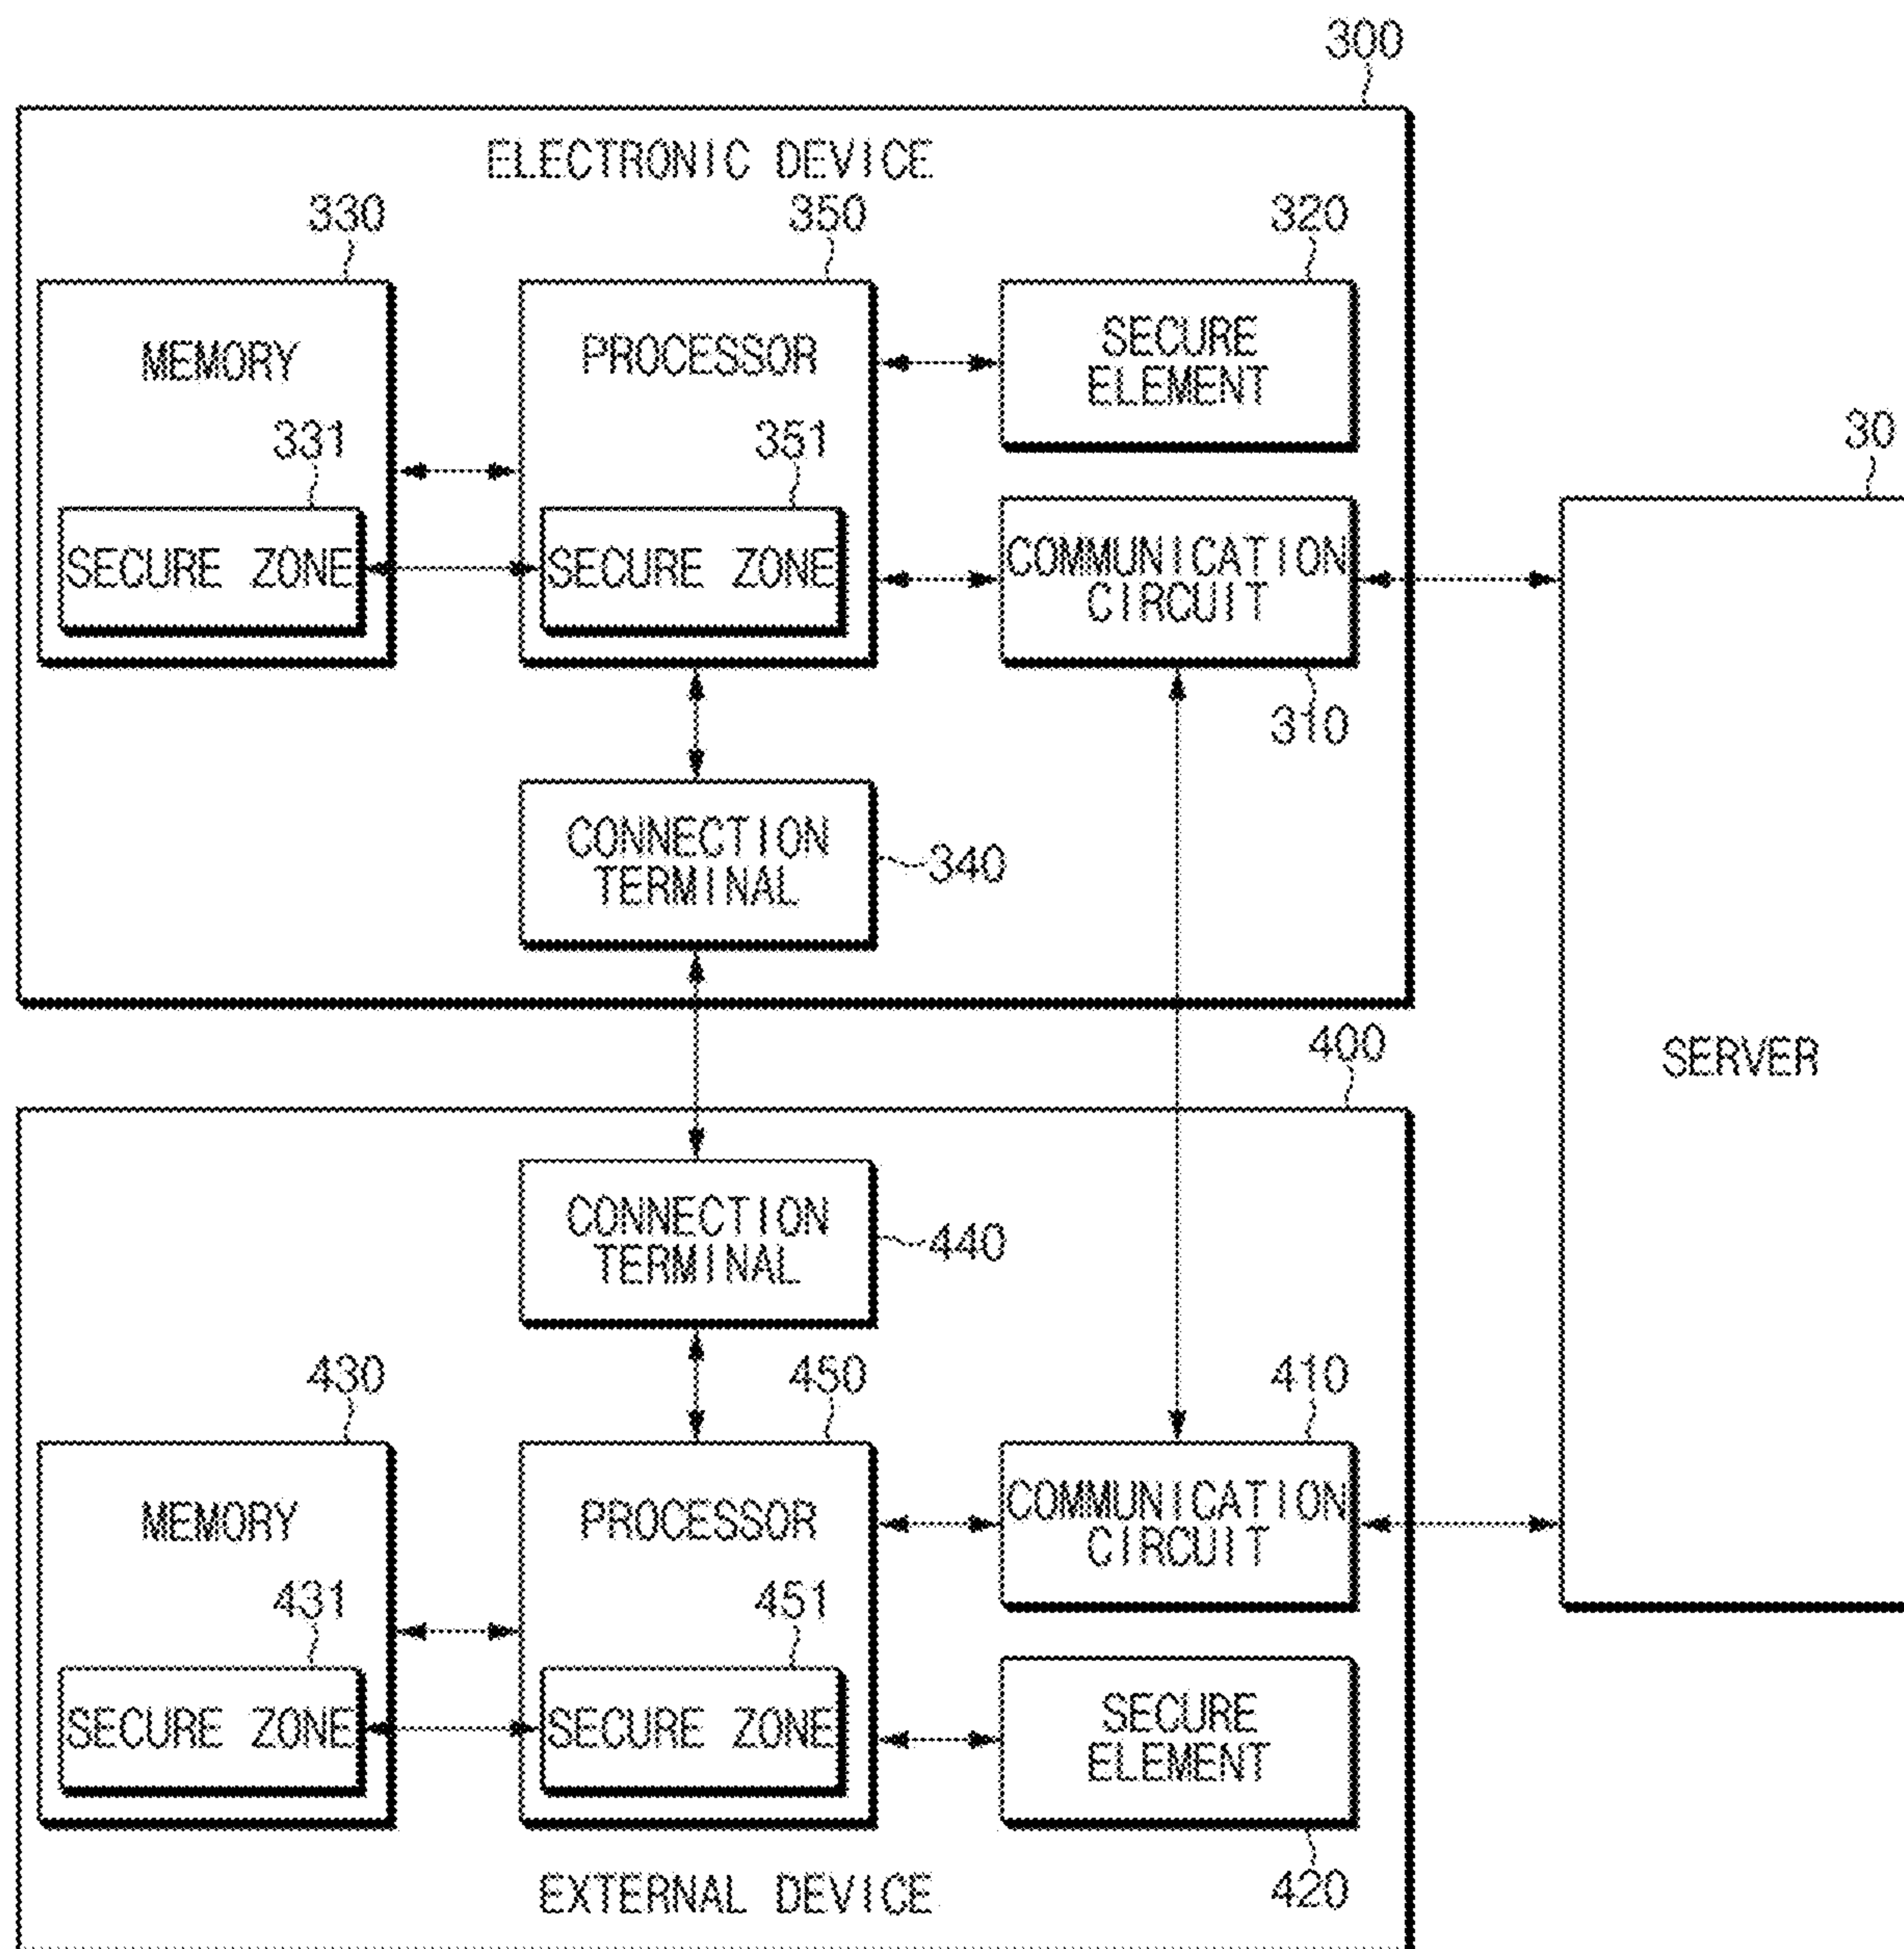 300
ELECTRONIC DEVICE
330
350
320
MEMORY
PROCESSOR
SECURE
ELEMENT
331
351
30
SECURE ZONE
SECURE ZONE
COMMUNICATION
CIRCUIT
310
CONNECTION
TERMINAL
340
400
SERVER
CONNECTION
TERMINAL
440
430
450
410
MEMORY
PROCESSOR
COMMUNICATION
CIRCUIT
431
451
SECURE ZONE
SECURE ZONE
SECURE
ELEMENT
EXTERNAL DEVICE
420